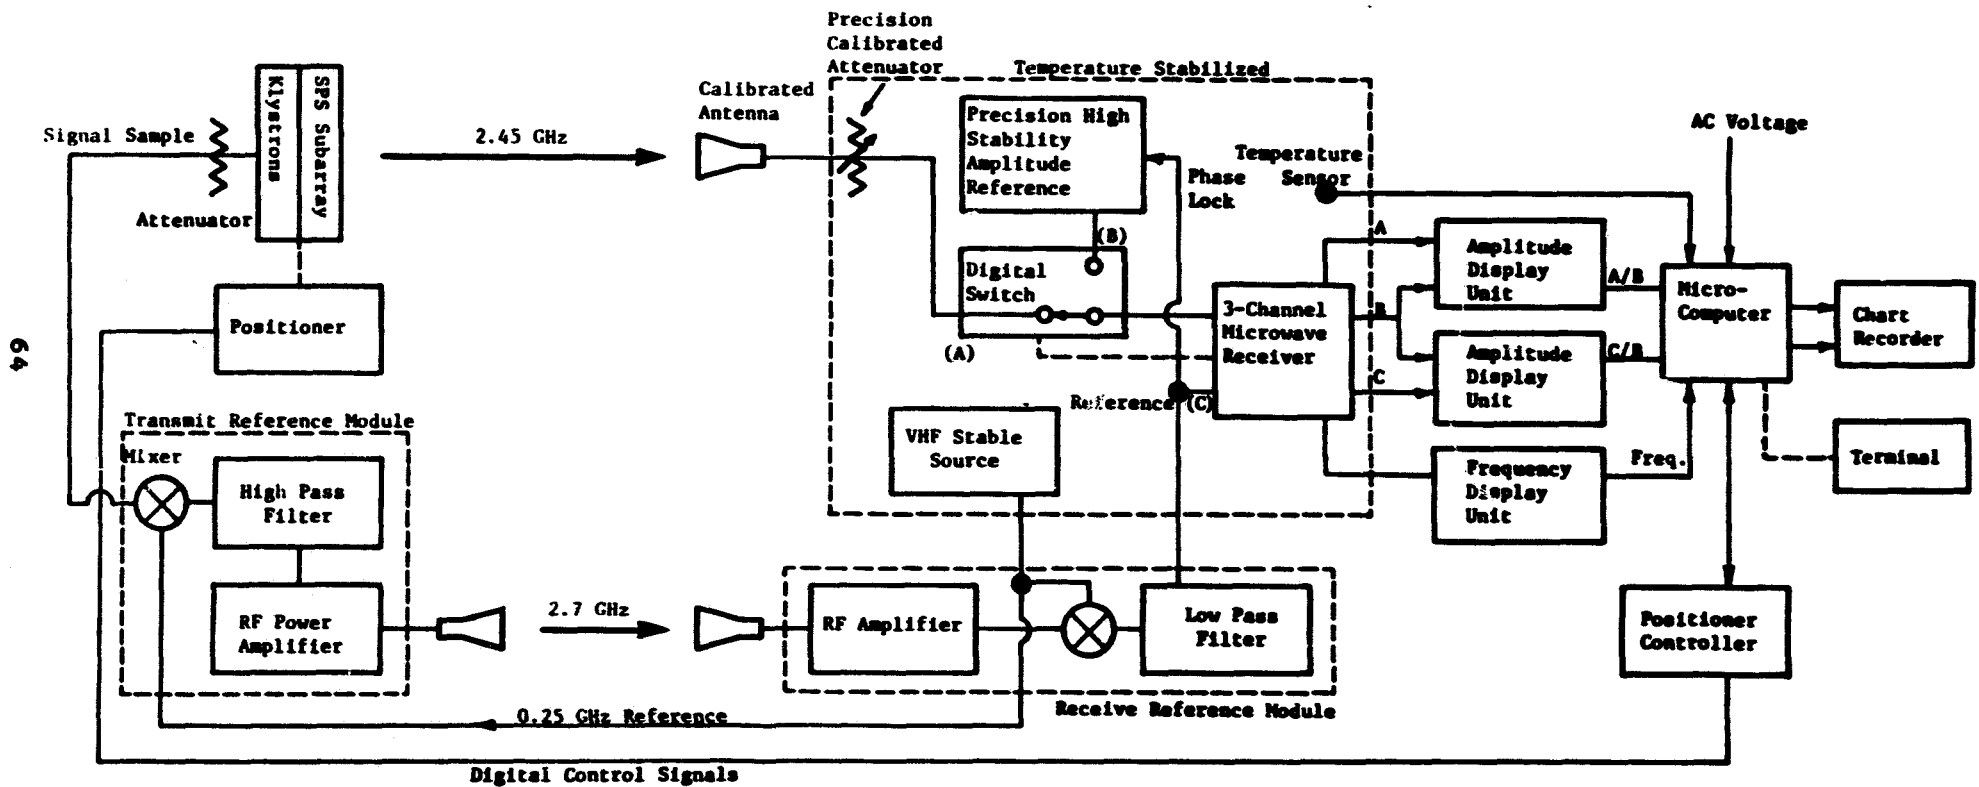 Precision
Calibrated
Attenuator
Temperature Stabilized
Calibrated
Antenna
Klystrons
SPS Subarray
Signal Sample
Attenuator
2.45 GHz
Precision High
Stability
Amplitude
Reference
Phase
Lock
Temperature
Sensor
AC Voltage
(B)
Digital
Switch
(A)
A
B
C
3-Channel
Microwave
Receiver
Amplitude
Display
Unit
A/B
Amplitude
Display
Unit
C/B
Micro-
Computer
Chart
Recorder
Positioner
64
Reference (C)
VHF Stable
Source
Frequency
Display
Unit
Freq.
Terminal
Transmit Reference Module
Mixer
High Pass
Filter
RF Power
Amplifier
2.7 GHz
RF Amplifier
Low Pass
Filter
Receive Reference Module
Positioner
Controller
0.25 GHz Reference
Digital Control Signals